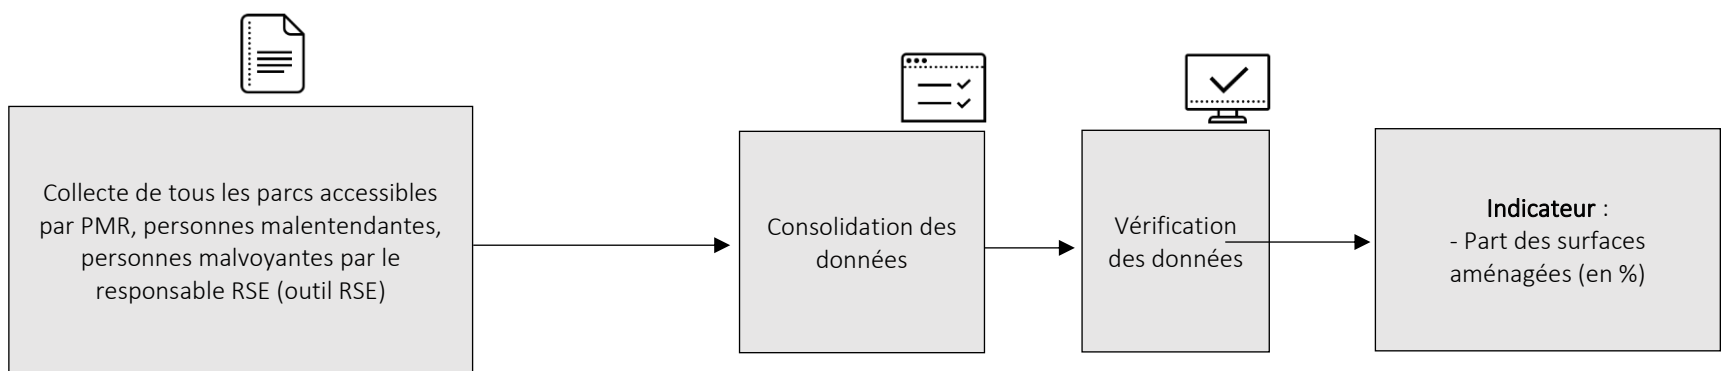 Collecte de tous les parcs accessibles
par PMR, personnes malentendantes,
personnes malvoyantes par le
responsable RSE (outil RSE)
Consolidation des
données
Vérification
des données
Indicateur :
- Part des surfaces
aménagées (en %)